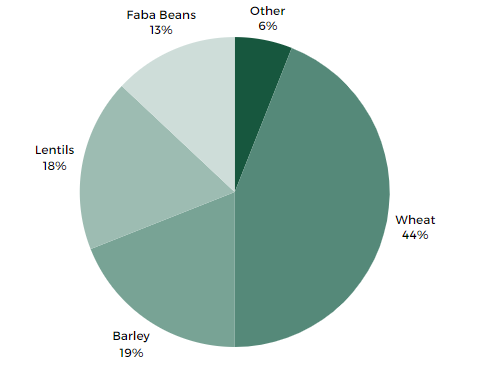 Other
6%
Faba Beans
13%
Lentils
18%
Wheat
44%
Barley
19%